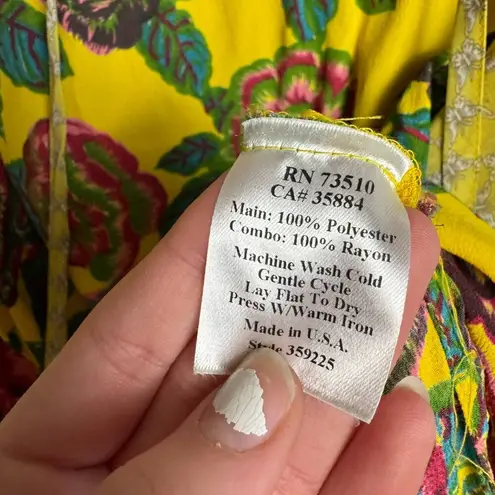 RN 73510
CA# 35884
Main: 100% Polyester
Combo: 100% Rayon
Machine Wash Cold
Gentle Cycle
Lay Flat To Dry
Press W/Warm Iron
Made in U.S.A.
Style 359225